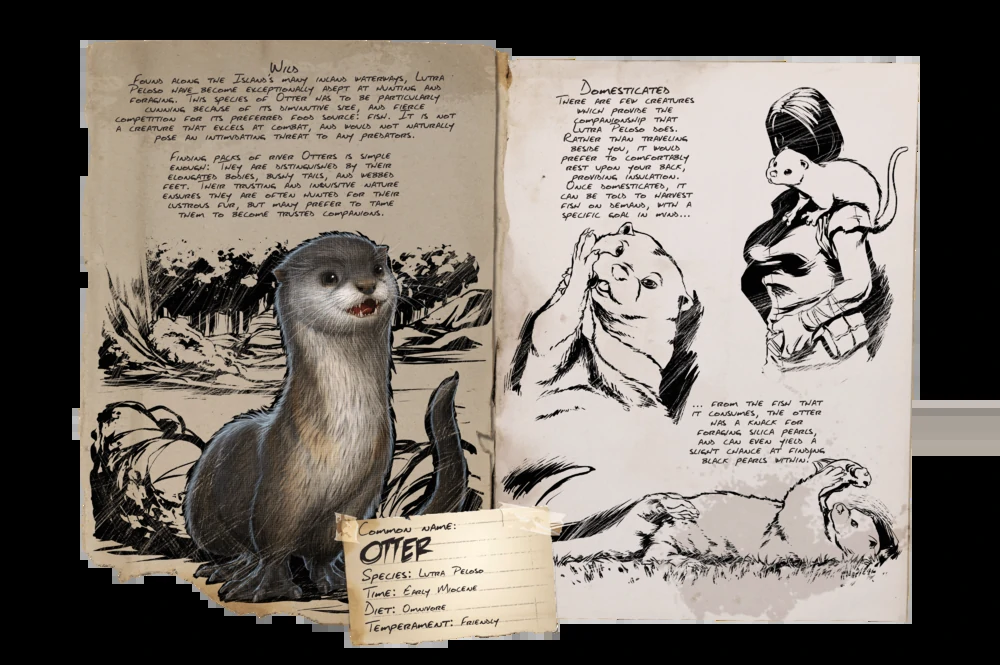 Wild
Found along the Island's many inland waterways, Lutra
Peloso have become exceptionally adept at hunting and
foraging. This species of Otter has to be particularly
cunning because of its diminutive size, and fierce
competition for its preferred food source: fish. It is not
a creature that excels at combat, and would not naturally
pose an intimidating threat to any predators.
Finding packs of river Otters is simple
enough: They are distinguished by their
elongated bodies, bushy tails, and webbed
feet. Their trusting and inquisitive nature
ensures they are often hunted for their
lustrous fur, but many prefer to tame
them to become trusted companions.
Domesticated
There are few creatures
which provide the
companionship that
Lutra Peloso does.
Rather than traveling
beside you, it would
prefer to comfortably
rest upon your back,
providing insulation.
Once domesticated, it
can be told to harvest
fish on demand, with a
specific goal in mind...
... from the fish that
it consumes, the otter
has a knack for
foraging silica pearls,
and can even yield a
slight chance at finding
black pearls within!
Common name:
OTTER
Species: Lutra Peloso
Time: Early Miocene
Diet: Omnivore
Temperament: Friendly